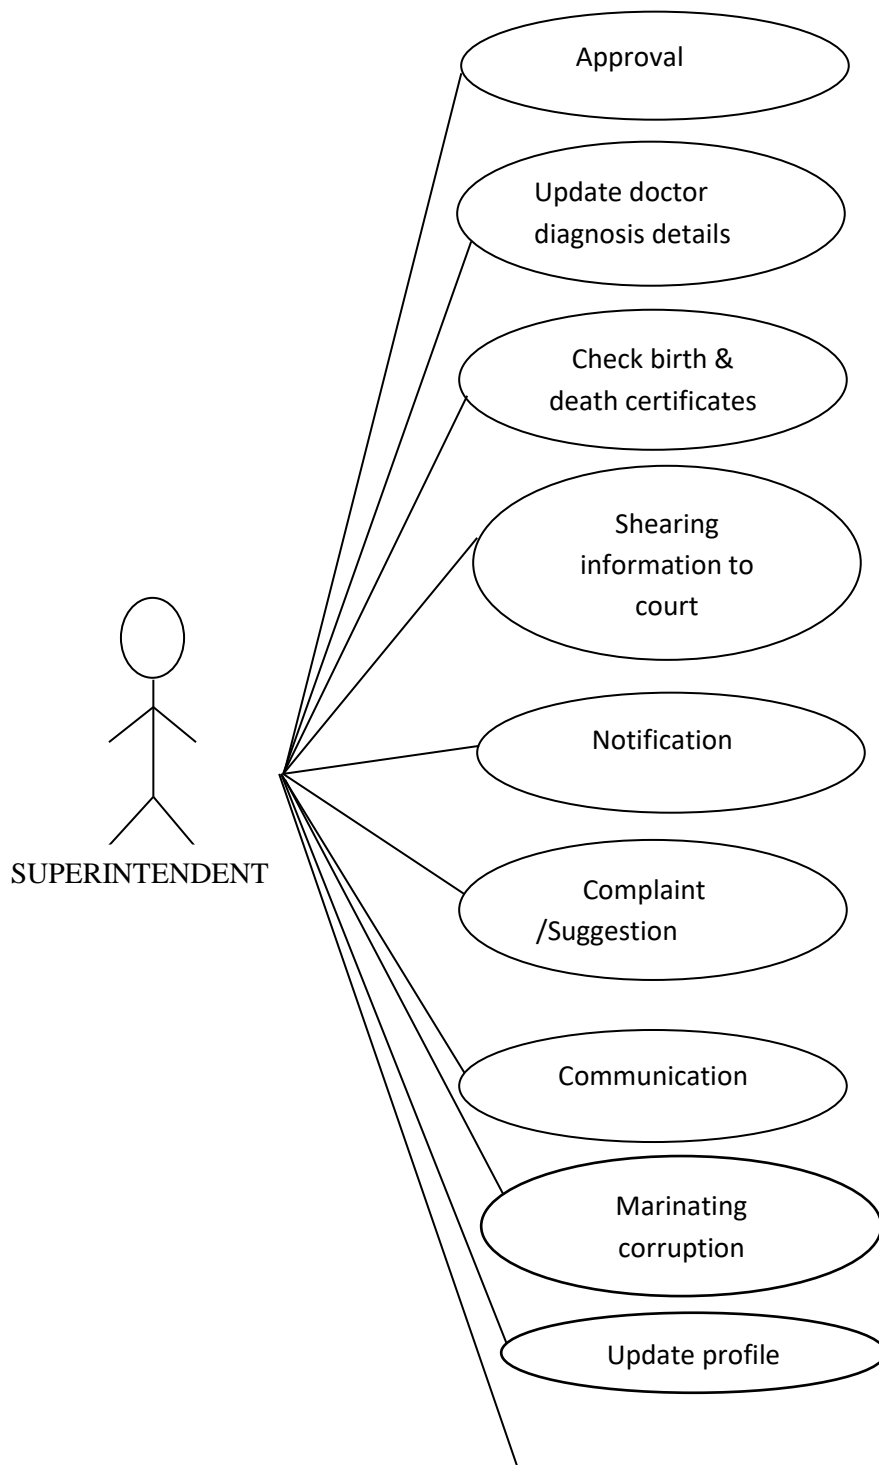 Approval
Update doctor
diagnosis details
Check birth &
death certificates
Shearing
information to
court
Notification
SUPERINTENDENT
Complaint
/Suggestion
Communication
Marinating
corruption
Update profile